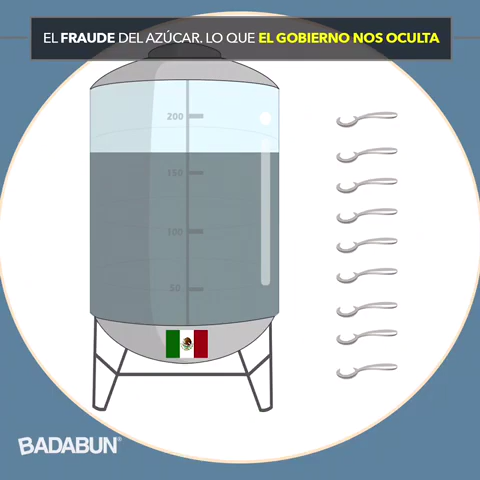 EL FRAUDE DEL AZÚCAR, LO QUE EL GOBIERNO NOS OCULTA
200
150
100
50
BADABUN®